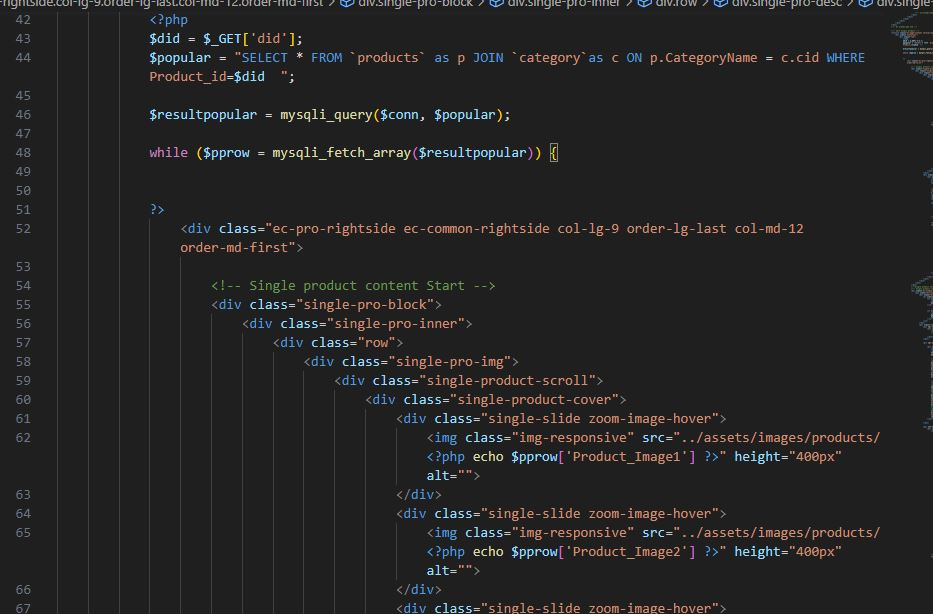 rightside.col-lg-9.order-lg-last.col-md-12.order-md-first > div.single-pro-block > div.single-pro-inner > div.row > div.single-pro-desc > div.single-
42 <?php
43 $did = $_GET['did'];
44 $popular = "SELECT * FROM `products` as p JOIN `category`as c ON p.CategoryName = c.cid WHERE
Product_id=$did  ";
45
46 $resultpopular = mysqli_query($conn, $popular);
47
48 while ($pprow = mysqli_fetch_array($resultpopular)) {
49
50
51 ?>
52 <div class="ec-pro-rightside ec-common-rightside col-lg-9 order-lg-last col-md-12
order-md-first">
53
54 <!-- Single product content Start -->
55 <div class="single-pro-block">
56 <div class="single-pro-inner">
57 <div class="row">
58 <div class="single-pro-img">
59 <div class="single-product-scroll">
60 <div class="single-product-cover">
61 <div class="single-slide zoom-image-hover">
62 <img class="img-responsive" src="../assets/images/products/
<?php echo $pprow['Product_Image1'] ?>" height="400px"
alt="">
63 </div>
64 <div class="single-slide zoom-image-hover">
65 <img class="img-responsive" src="../assets/images/products/
<?php echo $pprow['Product_Image2'] ?>" height="400px"
alt="">
66 </div>
67 <div class="single-slide zoom-image-hover">